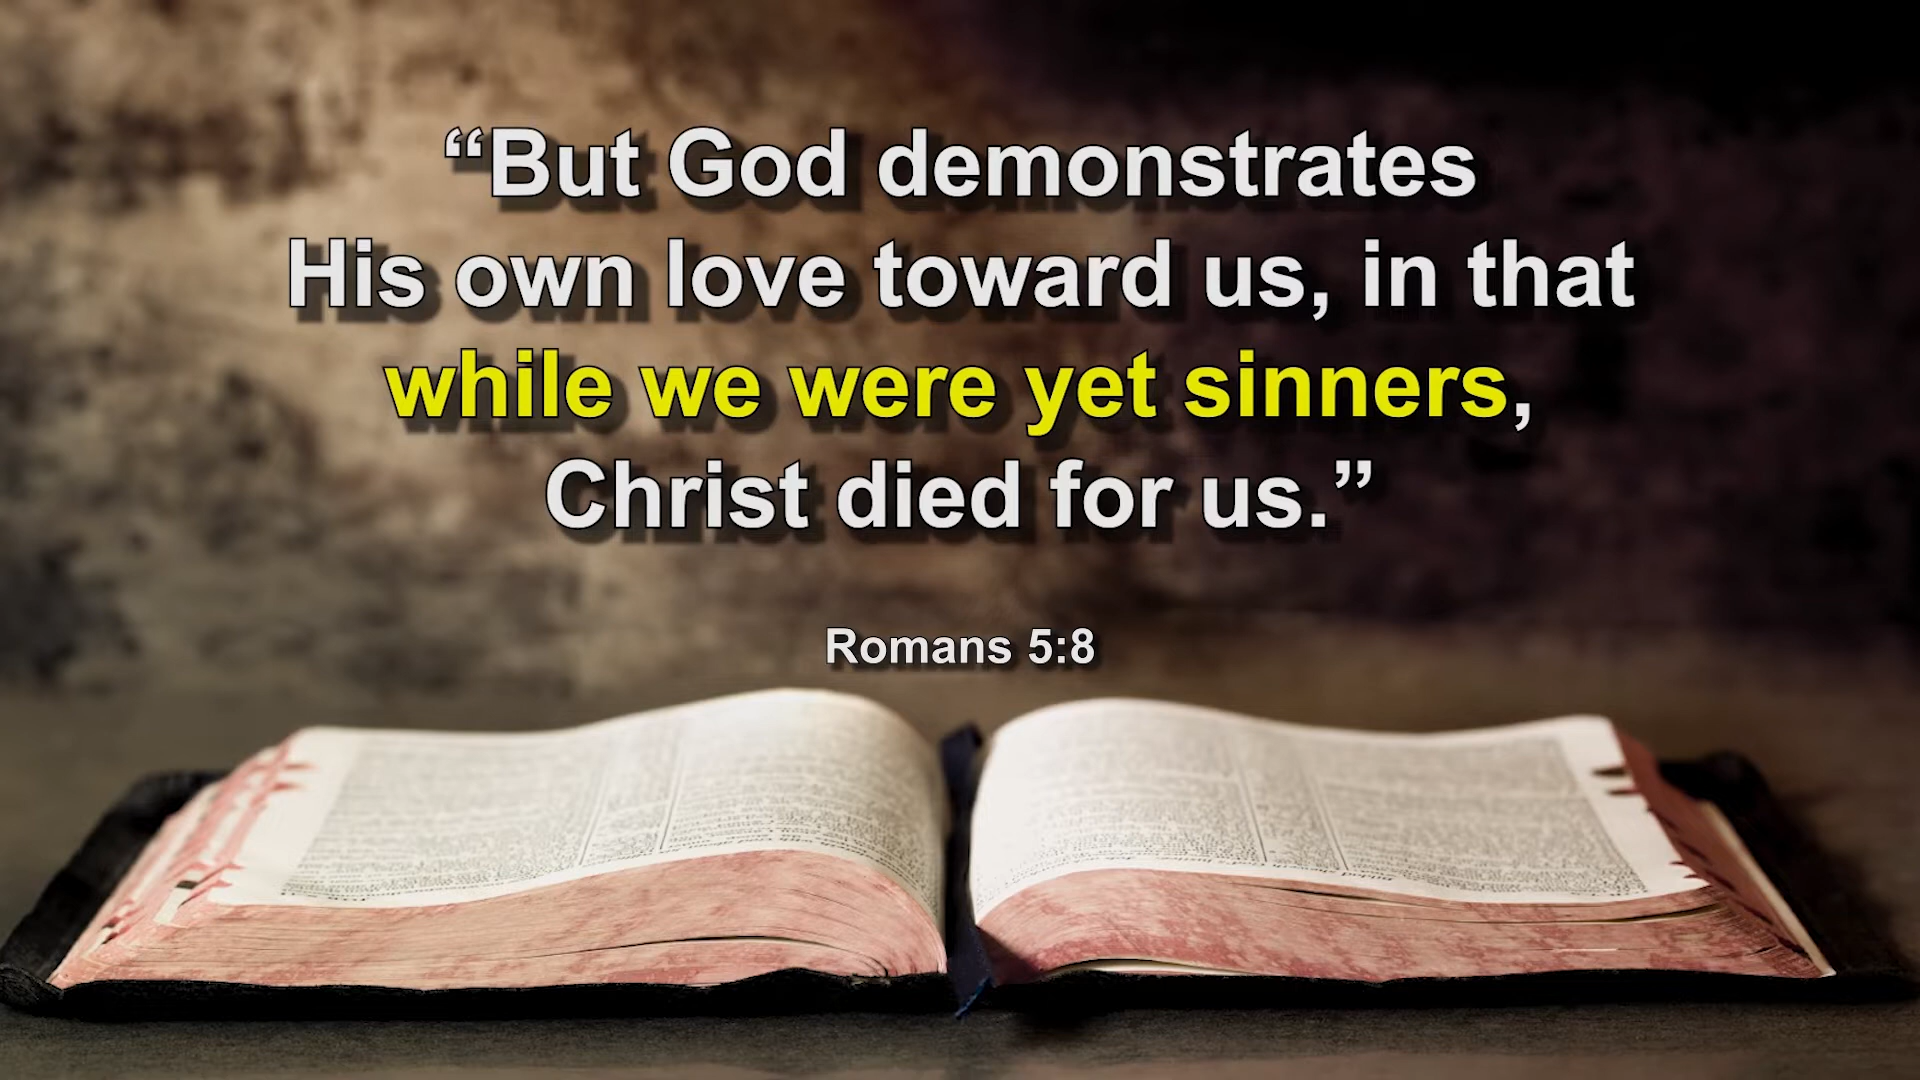 “But God demonstrates
His own love toward us, in that
while we were yet sinners,
Christ died for us.”
Romans 5:8